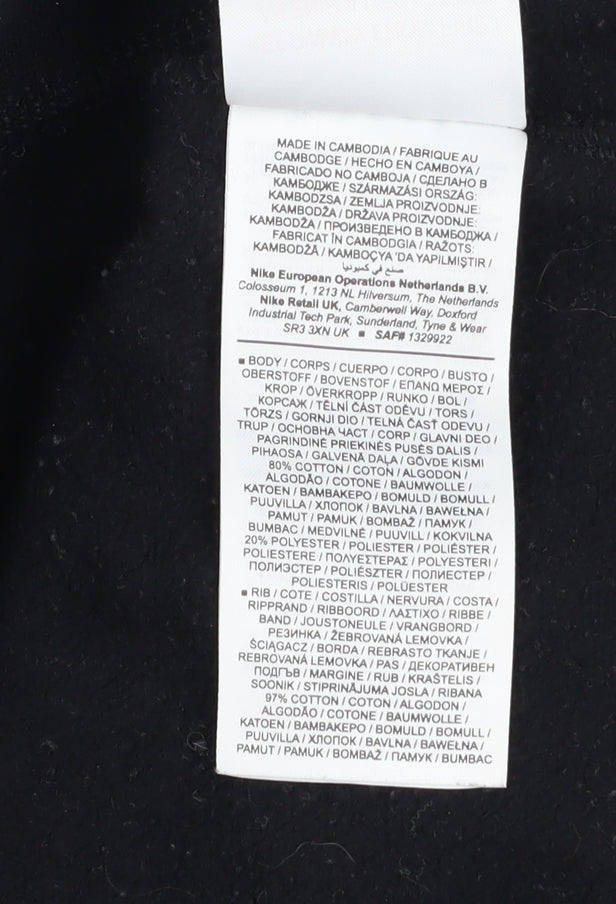 MADE IN CAMBODIA / FABRIQUE AU
CAMBODGE / HECHO EN CAMBOYA /
FABRICADO NO CAMBOJA / СДЕЛАНО В
КАМБОДЖЕ / SZÁRMAZÁSI ORSZÁG:
KAMBODZSA / ZEMLJA PROIZVODNJE:
KAMBODŽA / DRŽAVA PROIZVODNJE:
KAMBODŽA / ПРОИЗВЕДЕНО В КАМБОДЖА /
FABRICAT ÎN CAMBODGIA / RAŽOTS:
KAMBODŽĀ / KAMBOÇYA 'DA YAPILMIŞTIR /
صنع في كمبوديا
Nike European Operations Netherlands B.V.
Colosseum 1, 1213 NL Hilversum, The Netherlands
Nike Retail UK, Camberwell Way, Doxford
Industrial Tech Park, Sunderland, Tyne & Wear
SR3 3XN UK ■ SAF# 1329922
■ BODY / CORPS / CUERPO / CORPO / BUSTO /
OBERSTOFF / BOVENSTOF / ΕΠΑΝΩ ΜΕΡΟΣ /
KROP / ÖVERKROPP / RUNKO / BOL /
КОРСАЖ / TĚLNÍ ČÁST ODĚVU / TORS /
TÖRZS / GORNJI DIO / TELNÁ ČASŤ ODEVU /
TRUP / ОСНОВНА ЧАСТ / CORP / GLAVNI DEO /
PAGRINDINĖ PRIEKINĖS PUSĖS DALIS /
PIHAOSA / GALVENĀ DAĻA / GÖVDE KISMI
80% COTTON / COTON / ALGODON /
ALGODÃO / COTONE / BAUMWOLLE /
KATOEN / ΒΑΜΒΑΚΕΡΟ / BOMULD / BOMULL /
PUUVILLA / ХЛОПОК / BAVLNA / BAWEŁNA /
PAMUT / PAMUK / BOMBAŽ / ПАМУК /
BUMBAC / MEDVILNĖ / PUUVILL / KOKVILNA
20% POLYESTER / POLIESTER / POLIÉSTER /
POLIESTERE / ΠΟΛΥΕΣΤΕΡΑΣ / POLYESTERI /
ПОЛИЭСТЕР / POLIÉSZTER / ПОЛИЕСТЕР /
POLIESTERIS / POLÜESTER
■ RIB / COTE / COSTILLA / NERVURA / COSTA /
RIPPRAND / RIBBOORD / ΛΑΣΤΙΧΟ / RIBBE /
BAND / JOUSTONEULE / VRANGBORD /
РЕЗИНКА / ŽEBROVANÁ LEMOVKA /
ŚCIĄGACZ / BORDA / REBRASTO TKANJE /
REBROVANÁ LEMOVKA / PAS / ДЕКОРАТИВЕН
ПОДГЪВ / MARGINE / RUB / KRAŠTELIS /
SOONIK / STIPRINĀJUMA JOSLA / RIBANA
97% COTTON / COTON / ALGODON /
ALGODÃO / COTONE / BAUMWOLLE /
KATOEN / ΒΑΜΒΑΚΕΡΟ / BOMULD / BOMULL /
PUUVILLA / ХЛОПОК / BAVLNA / BAWEŁNA /
PAMUT / PAMUK / BOMBAŽ / ПАМУК / BUMBAC